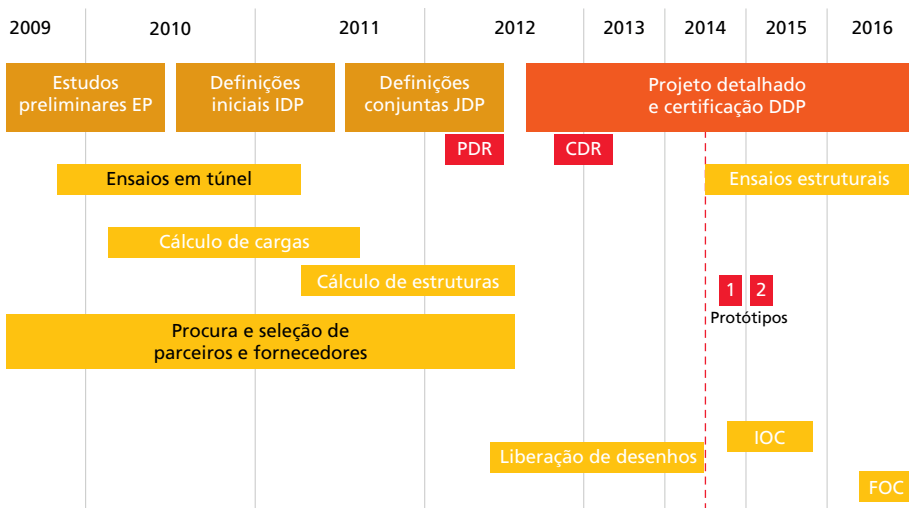 2009 2010 2011 2012 2013 2014 2015 2016
Estudos
preliminares EP
Definições
iniciais IDP
Definições
conjuntas JDP
Projeto detalhado
e certificação DDP
PDR
CDR
Ensaios em túnel
Ensaios estruturais
Cálculo de cargas
Cálculo de estruturas
1 2
Protótipos
Procura e seleção de
parceiros e fornecedores
IOC
Liberação de desenhos
FOC